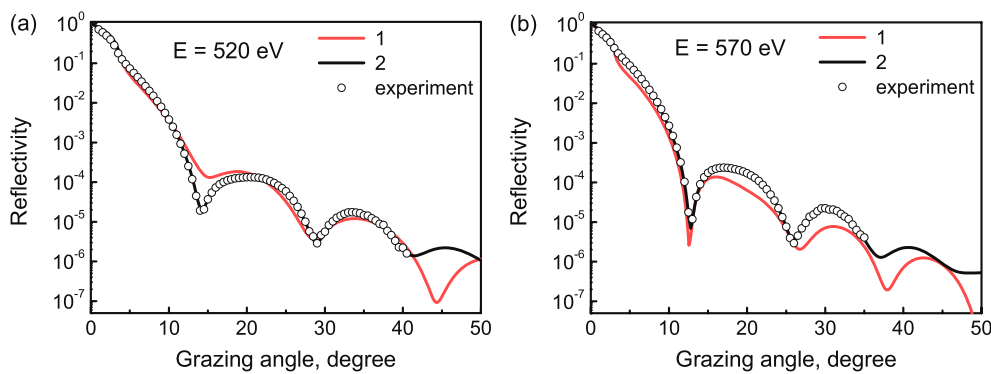 (a)
E = 520 eV
1
2
experiment
Reflectivity
10^0
10^-1
10^-2
10^-3
10^-4
10^-5
10^-6
10^-7
0 10 20 30 40 50
Grazing angle, degree
(b)
E = 570 eV
1
2
experiment
Reflectivity
10^0
10^-1
10^-2
10^-3
10^-4
10^-5
10^-6
10^-7
0 10 20 30 40 50
Grazing angle, degree